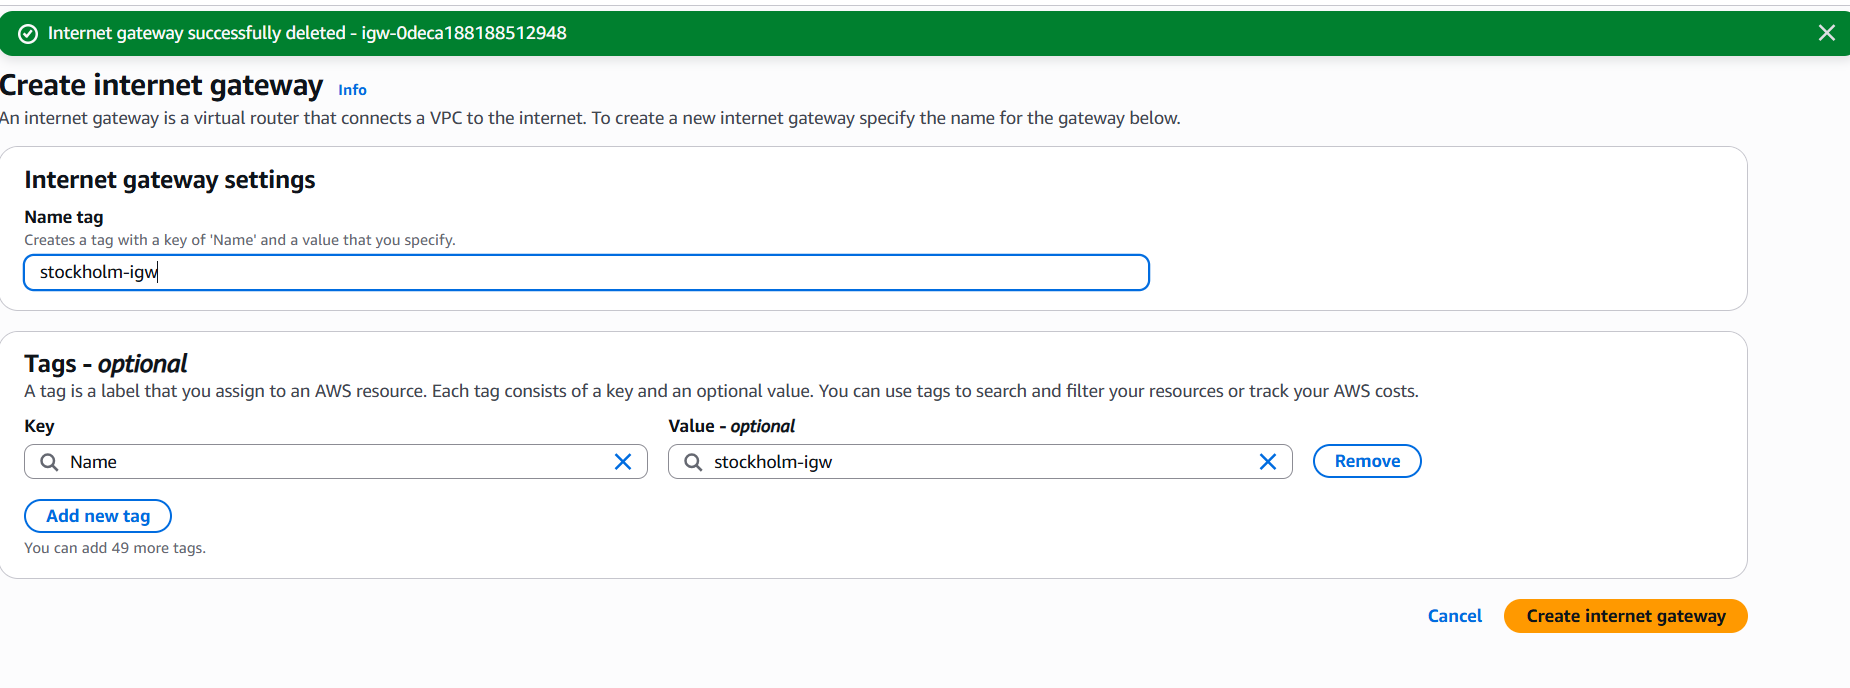 Internet gateway successfully deleted - igw-0deca188188512948
Create internet gateway Info
An internet gateway is a virtual router that connects a VPC to the internet. To create a new internet gateway specify the name for the gateway below.
Internet gateway settings
Name tag
Creates a tag with a key of 'Name' and a value that you specify.
stockholm-igw
Tags - optional
A tag is a label that you assign to an AWS resource. Each tag consists of a key and an optional value. You can use tags to search and filter your resources or track your AWS costs.
Key Value - optional
Name stockholm-igw Remove
Add new tag
You can add 49 more tags.
Cancel Create internet gateway